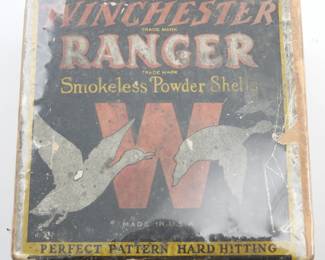 WINCHESTER
TRADE MARK
RANGER
TRADE MARK
Smokeless Powder Shells
W
MADE IN U.S.
PERFECT PATTERN HARD HITTING